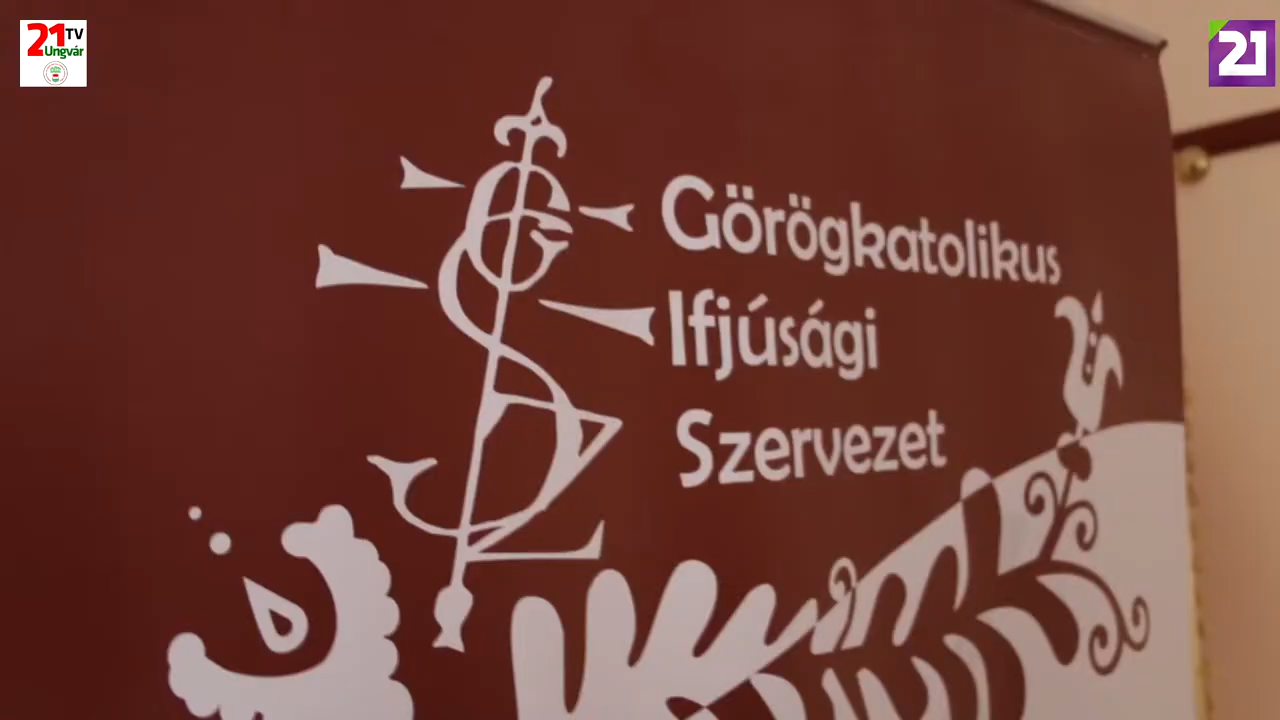 21 TV
Ungvár
21
Görögkatolikus
Ifjúsági
Szervezet